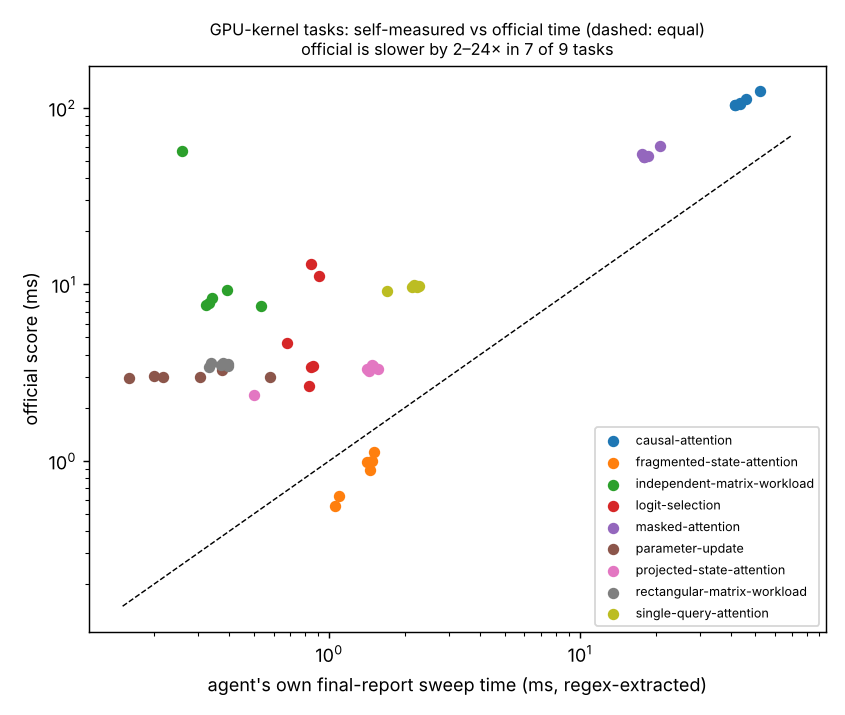 GPU-kernel tasks: self-measured vs official time (dashed: equal)
official is slower by 2–24× in 7 of 9 tasks
official score (ms)
10²
10¹
10⁰
10⁰
10¹
agent's own final-report sweep time (ms, regex-extracted)
causal-attention
fragmented-state-attention
independent-matrix-workload
logit-selection
masked-attention
parameter-update
projected-state-attention
rectangular-matrix-workload
single-query-attention